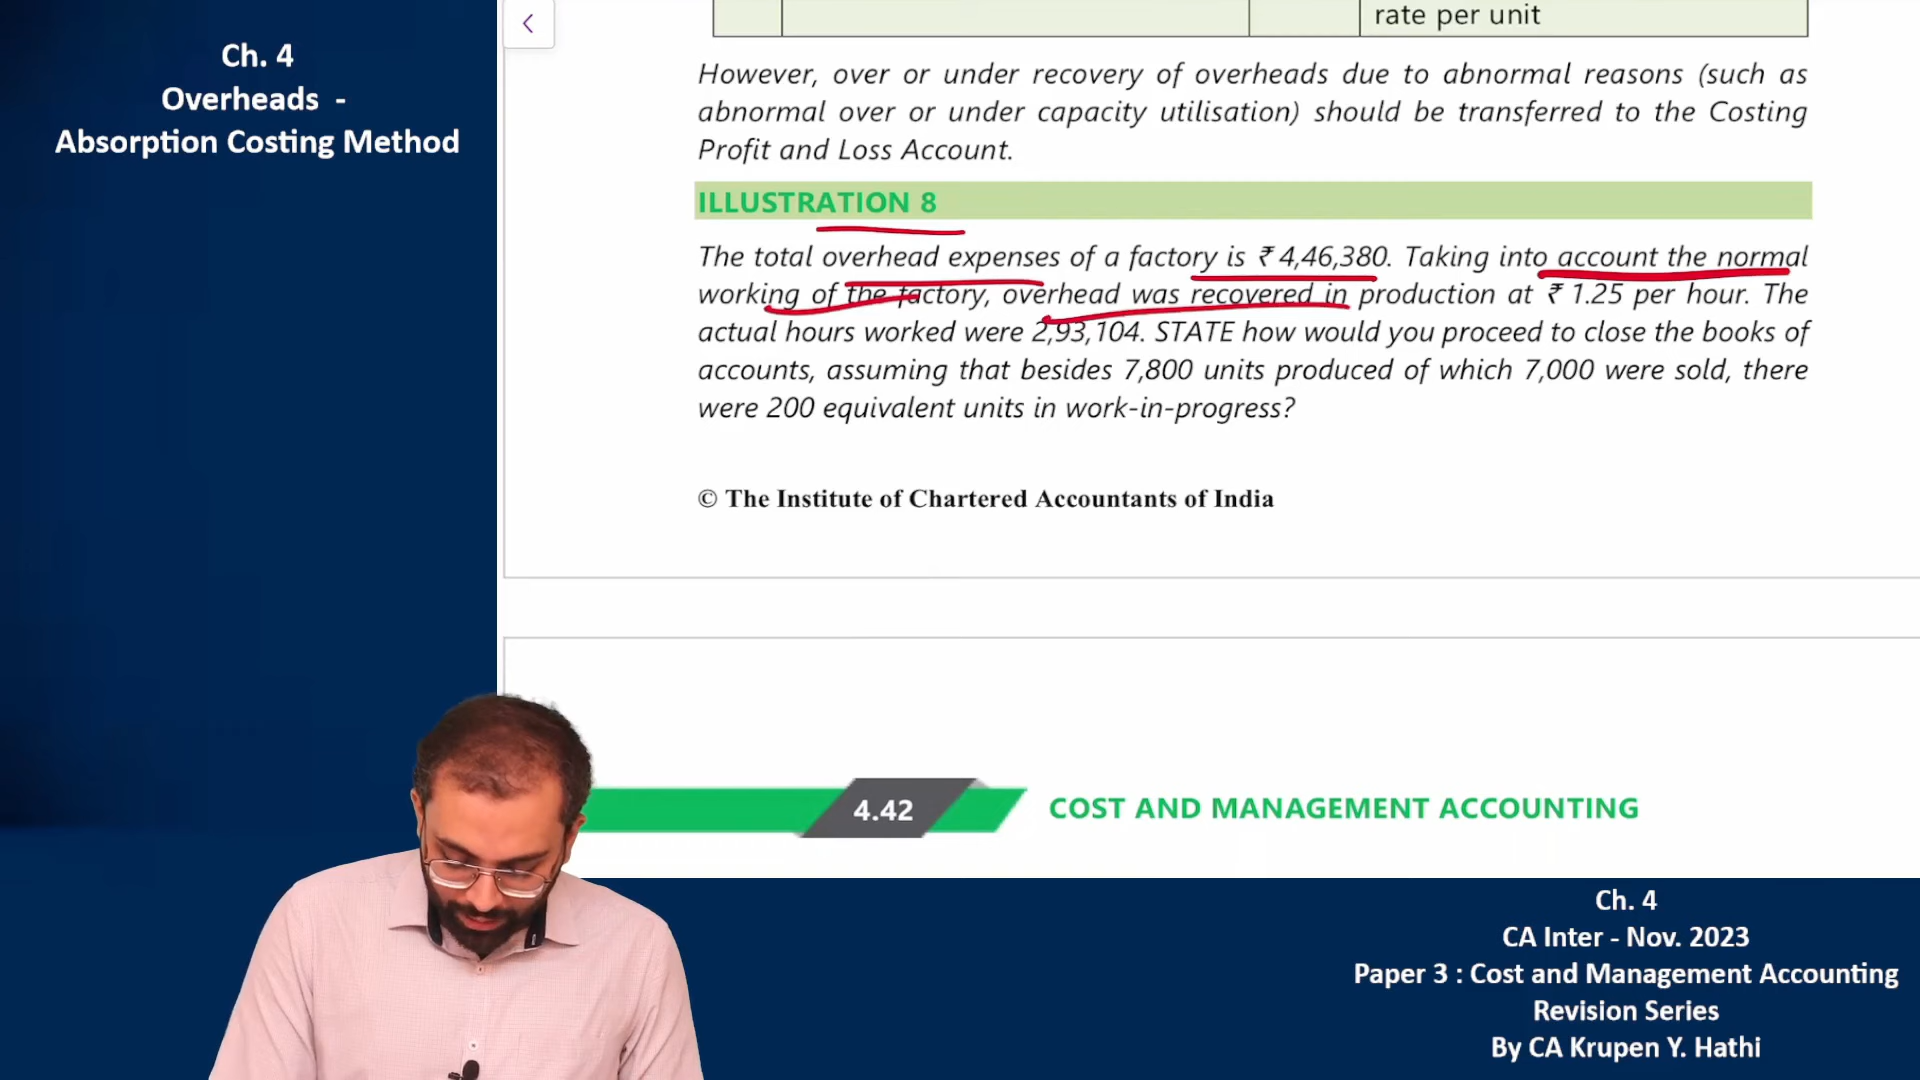 Ch. 4
Overheads -
Absorption Costing Method
rate per unit
However, over or under recovery of overheads due to abnormal reasons (such as
abnormal over or under capacity utilisation) should be transferred to the Costing
Profit and Loss Account.
ILLUSTRATION 8
The total overhead expenses of a factory is ₹ 4,46,380. Taking into account the normal
working of the factory, overhead was recovered in production at ₹ 1.25 per hour. The
actual hours worked were 2,93,104. STATE how would you proceed to close the books of
accounts, assuming that besides 7,800 units produced of which 7,000 were sold, there
were 200 equivalent units in work-in-progress?
© The Institute of Chartered Accountants of India
4.42
COST AND MANAGEMENT ACCOUNTING
Ch. 4
CA Inter - Nov. 2023
Paper 3 : Cost and Management Accounting
Revision Series
By CA Krupen Y. Hathi